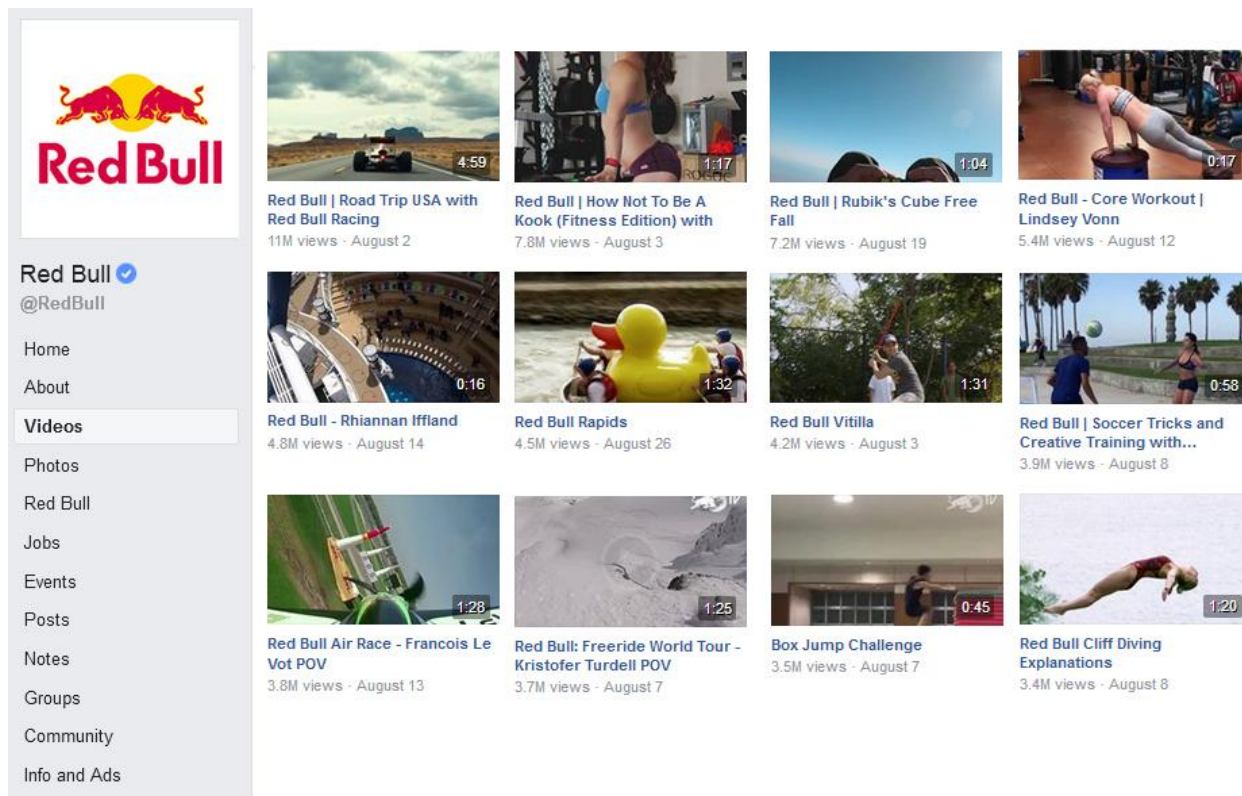 Red Bull
Red Bull
@RedBull
Home
About
Videos
Photos
Red Bull
Jobs
Events
Posts
Notes
Groups
Community
Info and Ads
4:59
Red Bull | Road Trip USA with
Red Bull Racing
11M views · August 2
ROGUE
1:17
Red Bull | How Not To Be A
Kook (Fitness Edition) with
7.8M views · August 3
1:04
Red Bull | Rubik's Cube Free
Fall
7.2M views · August 19
0:17
Red Bull - Core Workout |
Lindsey Vonn
5.4M views · August 12
0:16
Red Bull - Rhiannan Iffland
4.8M views · August 14
1:32
Red Bull Rapids
4.5M views · August 26
1:31
Red Bull Vitilla
4.2M views · August 3
0:58
Red Bull | Soccer Tricks and
Creative Training with...
3.9M views · August 8
1:28
Red Bull Air Race - Francois Le
Vot POV
3.8M views · August 13
TV
1:25
Red Bull: Freeride World Tour -
Kristofer Turdell POV
3.7M views · August 7
TV
0:45
Box Jump Challenge
3.5M views · August 7
1:20
Red Bull Cliff Diving
Explanations
3.4M views · August 8